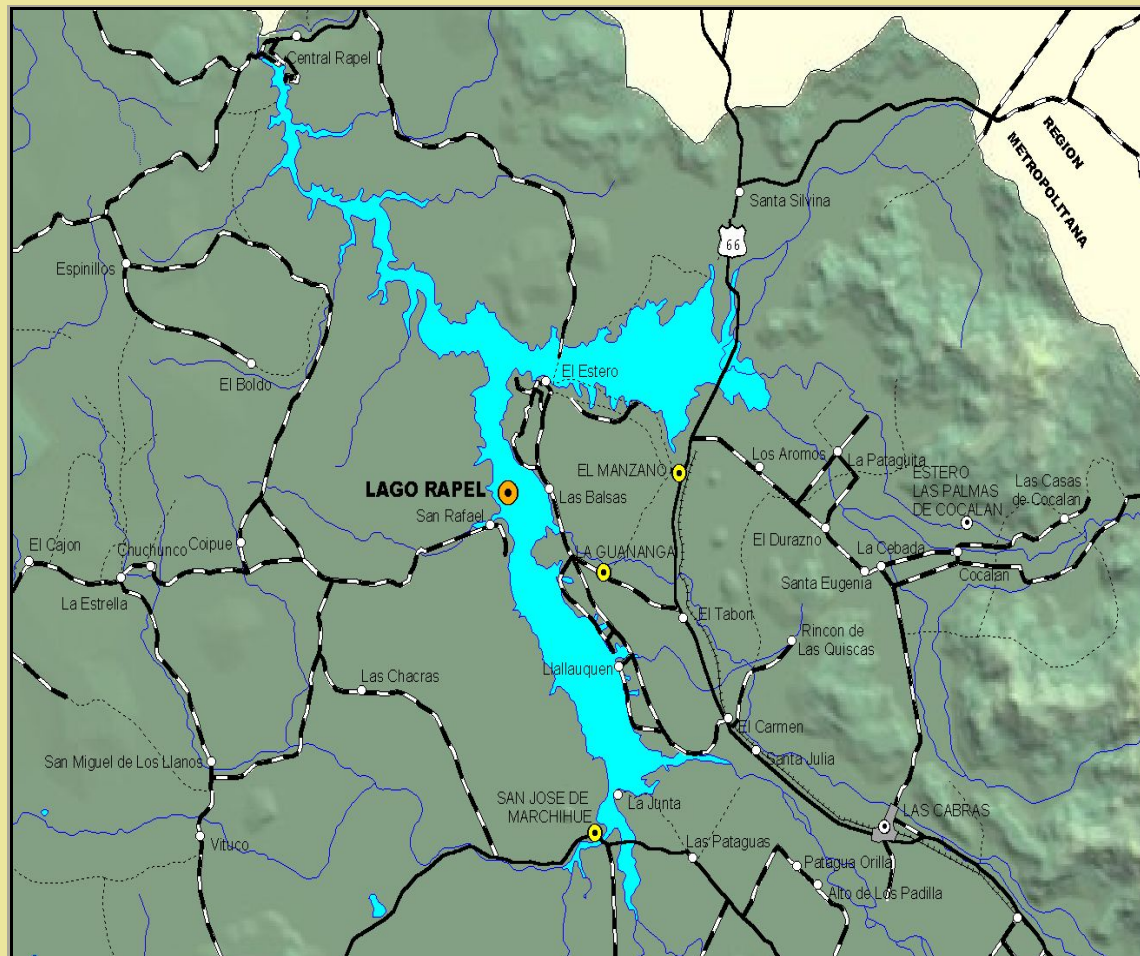 Central Rapel
REGION
METROPOLITANA
Santa Silvina
66
Espinillos
El Boldo
El Estero
EL MANZANO
Los Aromos
La Pataguita
ESTERO
LAS PALMAS
DE COCALAN
Las Casas
de Cocalan
LAGO RAPEL
Las Balsas
San Rafael
El Durazno
El Cajon
Chuchunco
Coipue
LA GUANANGA
La Cebada
Santa Eugenia
Cocalan
La Estrella
El Tabon
Rincon de
Las Quiscas
Llallauquen
Las Chacras
El Carmen
Santa Julia
San Miguel de Los Llanos
SAN JOSE DE
MARCHIHUE
La Junta
LAS CABRAS
Vituco
Las Pataguas
Patagua Orilla
Alto de Los Padilla